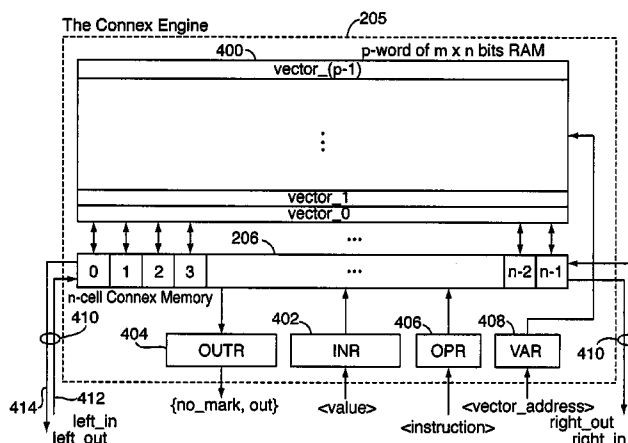 The Connex Engine
205
400
p-word of m x n bits RAM
vector_(p-1)
vector_1
vector_0
206
...
0 1 2 3 ... n-2 n-1
n-cell Connex Memory
410
404
OUTR
402
INR
406
OPR
408
VAR
410
414
412
left_in
left_out
{no_mark, out}
<value>
<instruction>
<vector_address>
right_out
right_in